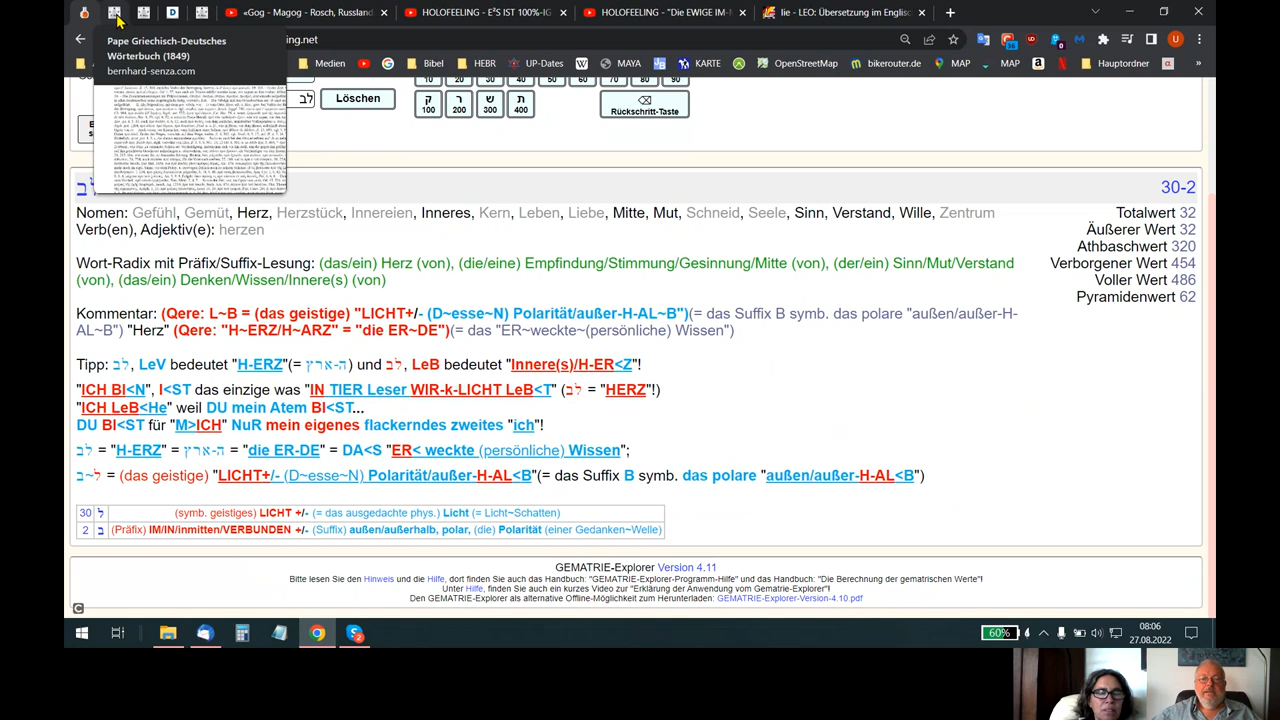 «Gog - Magog - Rosch, Russland
HOLOFEELING - E²S IST 100%-IG
HOLOFEELING - "Die EWIGE IM-M
lie - LEO: Übersetzung im Englisc
Pape Griechisch-Deutsches
Wörterbuch (1849)
bernhard-senza.com
ing.net
Medien
Bibel
HEBR
UP-Dates
MAYA
KARTE
OpenStreetMap
bikerouter.de
MAP
MAP
Hauptordner
10 20 30 40 50 60 70 80 90
לב
Löschen
ק ר ש ת
100 200 300 400
Rückschritt-Taste
30-2
Nomen: Gefühl, Gemüt, Herz, Herzstück, Innereien, Inneres, Kern, Leben, Liebe, Mitte, Mut, Schneid, Seele, Sinn, Verstand, Wille, Zentrum
Verb(en), Adjektiv(e): herzen
Totalwert 32
Äußerer Wert 32
Athbaschwert 320
Verborgener Wert 454
Voller Wert 486
Pyramidenwert 62
Wort-Radix mit Präfix/Suffix-Lesung: (das/ein) Herz (von), (die/eine) Empfindung/Stimmung/Gesinnung/Mitte (von), (der/ein) Sinn/Mut/Verstand
(von), (das/ein) Denken/Wissen/Innere(s) (von)
Kommentar: (Qere: L~B = (das geistige) "LICHT+/- (D~esse~N) Polarität/außer-H-AL~B")(= das Suffix B symb. das polare "außen/außer-H-
AL~B") "Herz" (Qere: "H~ERZ/H~ARZ" = "die ER~DE")(= das "ER~weckte~(persönliche) Wissen")
Tipp: לב, LeV bedeutet "H-ERZ"(= ה-ארץ) und לב, LeB bedeutet "Innere(s)/H-ER<Z"!
"ICH BI<N", I<ST das einzige was "IN TIER Leser WIR-k-LICHT LeB<T" (לב = "HERZ"!)
"ICH LeB<He" weil DU mein Atem BI<ST...
DU BI<ST für "M>ICH" NuR mein eigenes flackerndes zweites "ich"!
לב = "H-ERZ" = ה-ארץ = "die ER-DE" = DA<S "ER< weckte (persönliche) Wissen";
ל~ב = (das geistige) "LICHT+/- (D~esse~N) Polarität/außer-H-AL<B"(= das Suffix B symb. das polare "außen/außer-H-AL<B")
30 ל (symb. geistiges) LICHT +/- (= das ausgedachte phys.) Licht (= Licht~Schatten)
2 ב (Präfix) IM/IN/inmitten/VERBUNDEN +/- (Suffix) außen/außerhalb, polar, (die) Polarität (einer Gedanken~Welle)
GEMATRIE-Explorer Version 4.11
Bitte lesen Sie den Hinweis und die Hilfe, dort finden Sie auch das Handbuch: "GEMATRIE-Explorer-Programm-Hilfe" und das Handbuch: "Die Berechnung der gematrischen Werte"!
Unter Hilfe, finden Sie auch ein kurzes Video zur "Erklärung der Anwendung vom Gematrie-Explorer"!
Den GEMATRIE-Explorer als alternative Offline-Möglichkeit zum Herunterladen: GEMATRIE-Explorer-Version-4.10.pdf
60%
08:06
27.08.2022